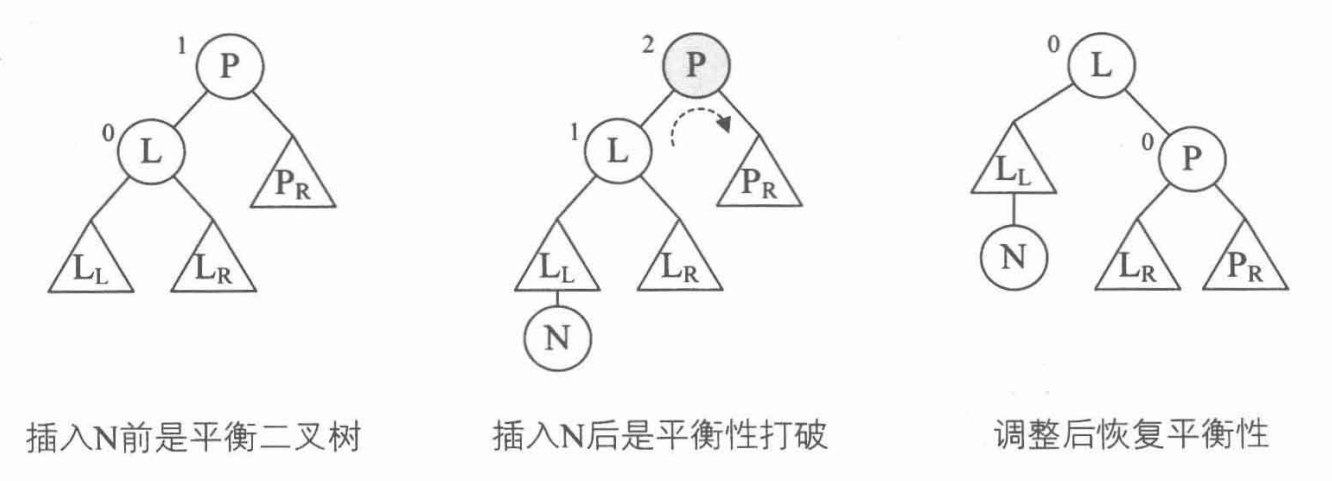 1 P
0 L
P_R
L_L L_R
插入N前是平衡二叉树
2 P
1 L
P_R
L_L L_R
N
插入N后是平衡性打破
0 L
L_L
0 P
N
L_R P_R
调整后恢复平衡性